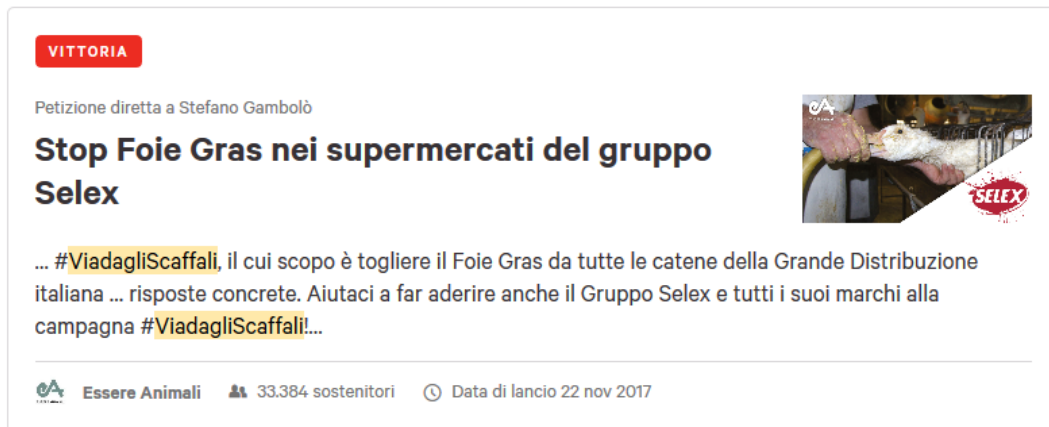 VITTORIA
Petizione diretta a Stefano Gambolò
Stop Foie Gras nei supermercati del gruppo
Selex
SELEX
... #ViadagliScaffali, il cui scopo è togliere il Foie Gras da tutte le catene della Grande Distribuzione
italiana ... risposte concrete. Aiutaci a far aderire anche il Gruppo Selex e tutti i suoi marchi alla
campagna #ViadagliScaffali!...
Essere Animali 33.384 sostenitori Data di lancio 22 nov 2017